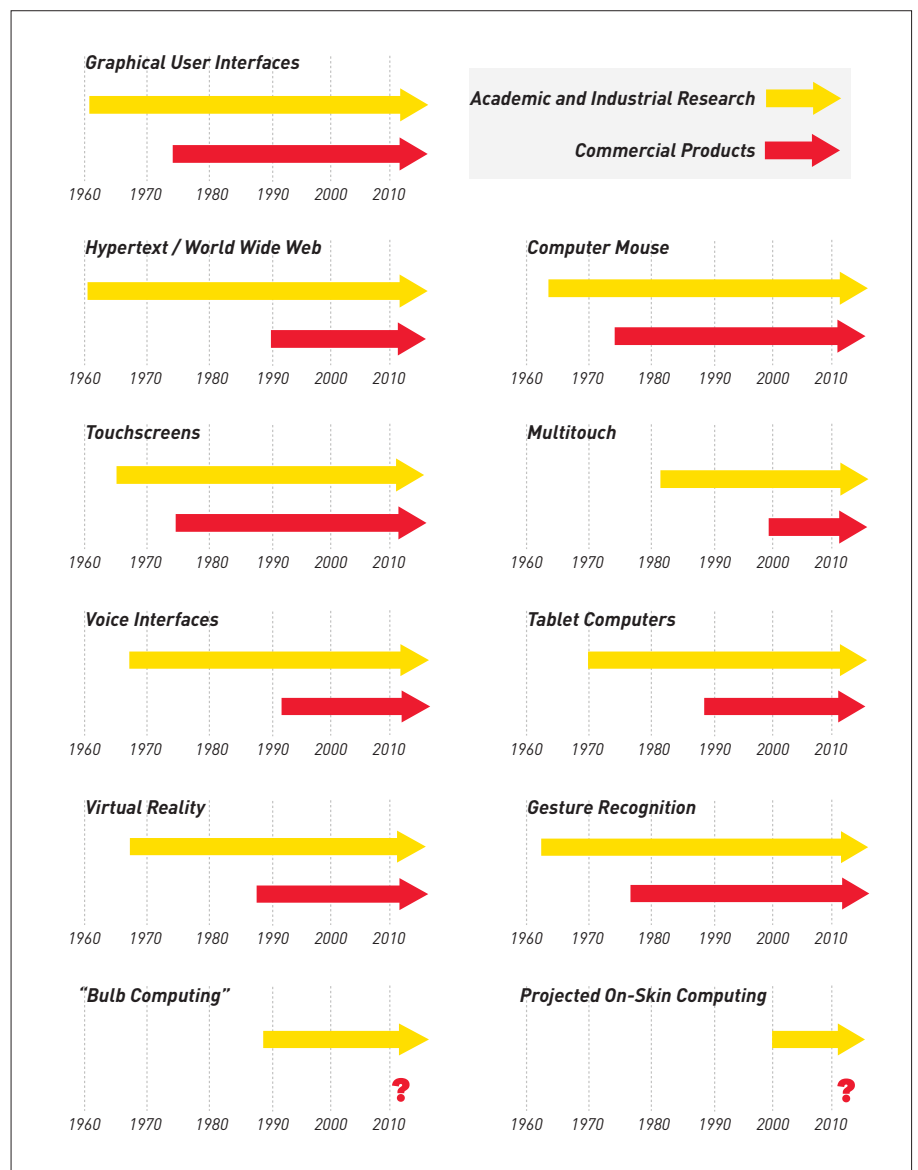 Graphical User Interfaces
1960 1970 1980 1990 2000 2010
Academic and Industrial Research
Commercial Products
Hypertext / World Wide Web
1960 1970 1980 1990 2000 2010
Computer Mouse
1960 1970 1980 1990 2000 2010
Touchscreens
1960 1970 1980 1990 2000 2010
Multitouch
1960 1970 1980 1990 2000 2010
Voice Interfaces
1960 1970 1980 1990 2000 2010
Tablet Computers
1960 1970 1980 1990 2000 2010
Virtual Reality
1960 1970 1980 1990 2000 2010
Gesture Recognition
1960 1970 1980 1990 2000 2010
“Bulb Computing”
?
1960 1970 1980 1990 2000 2010
Projected On-Skin Computing
?
1960 1970 1980 1990 2000 2010